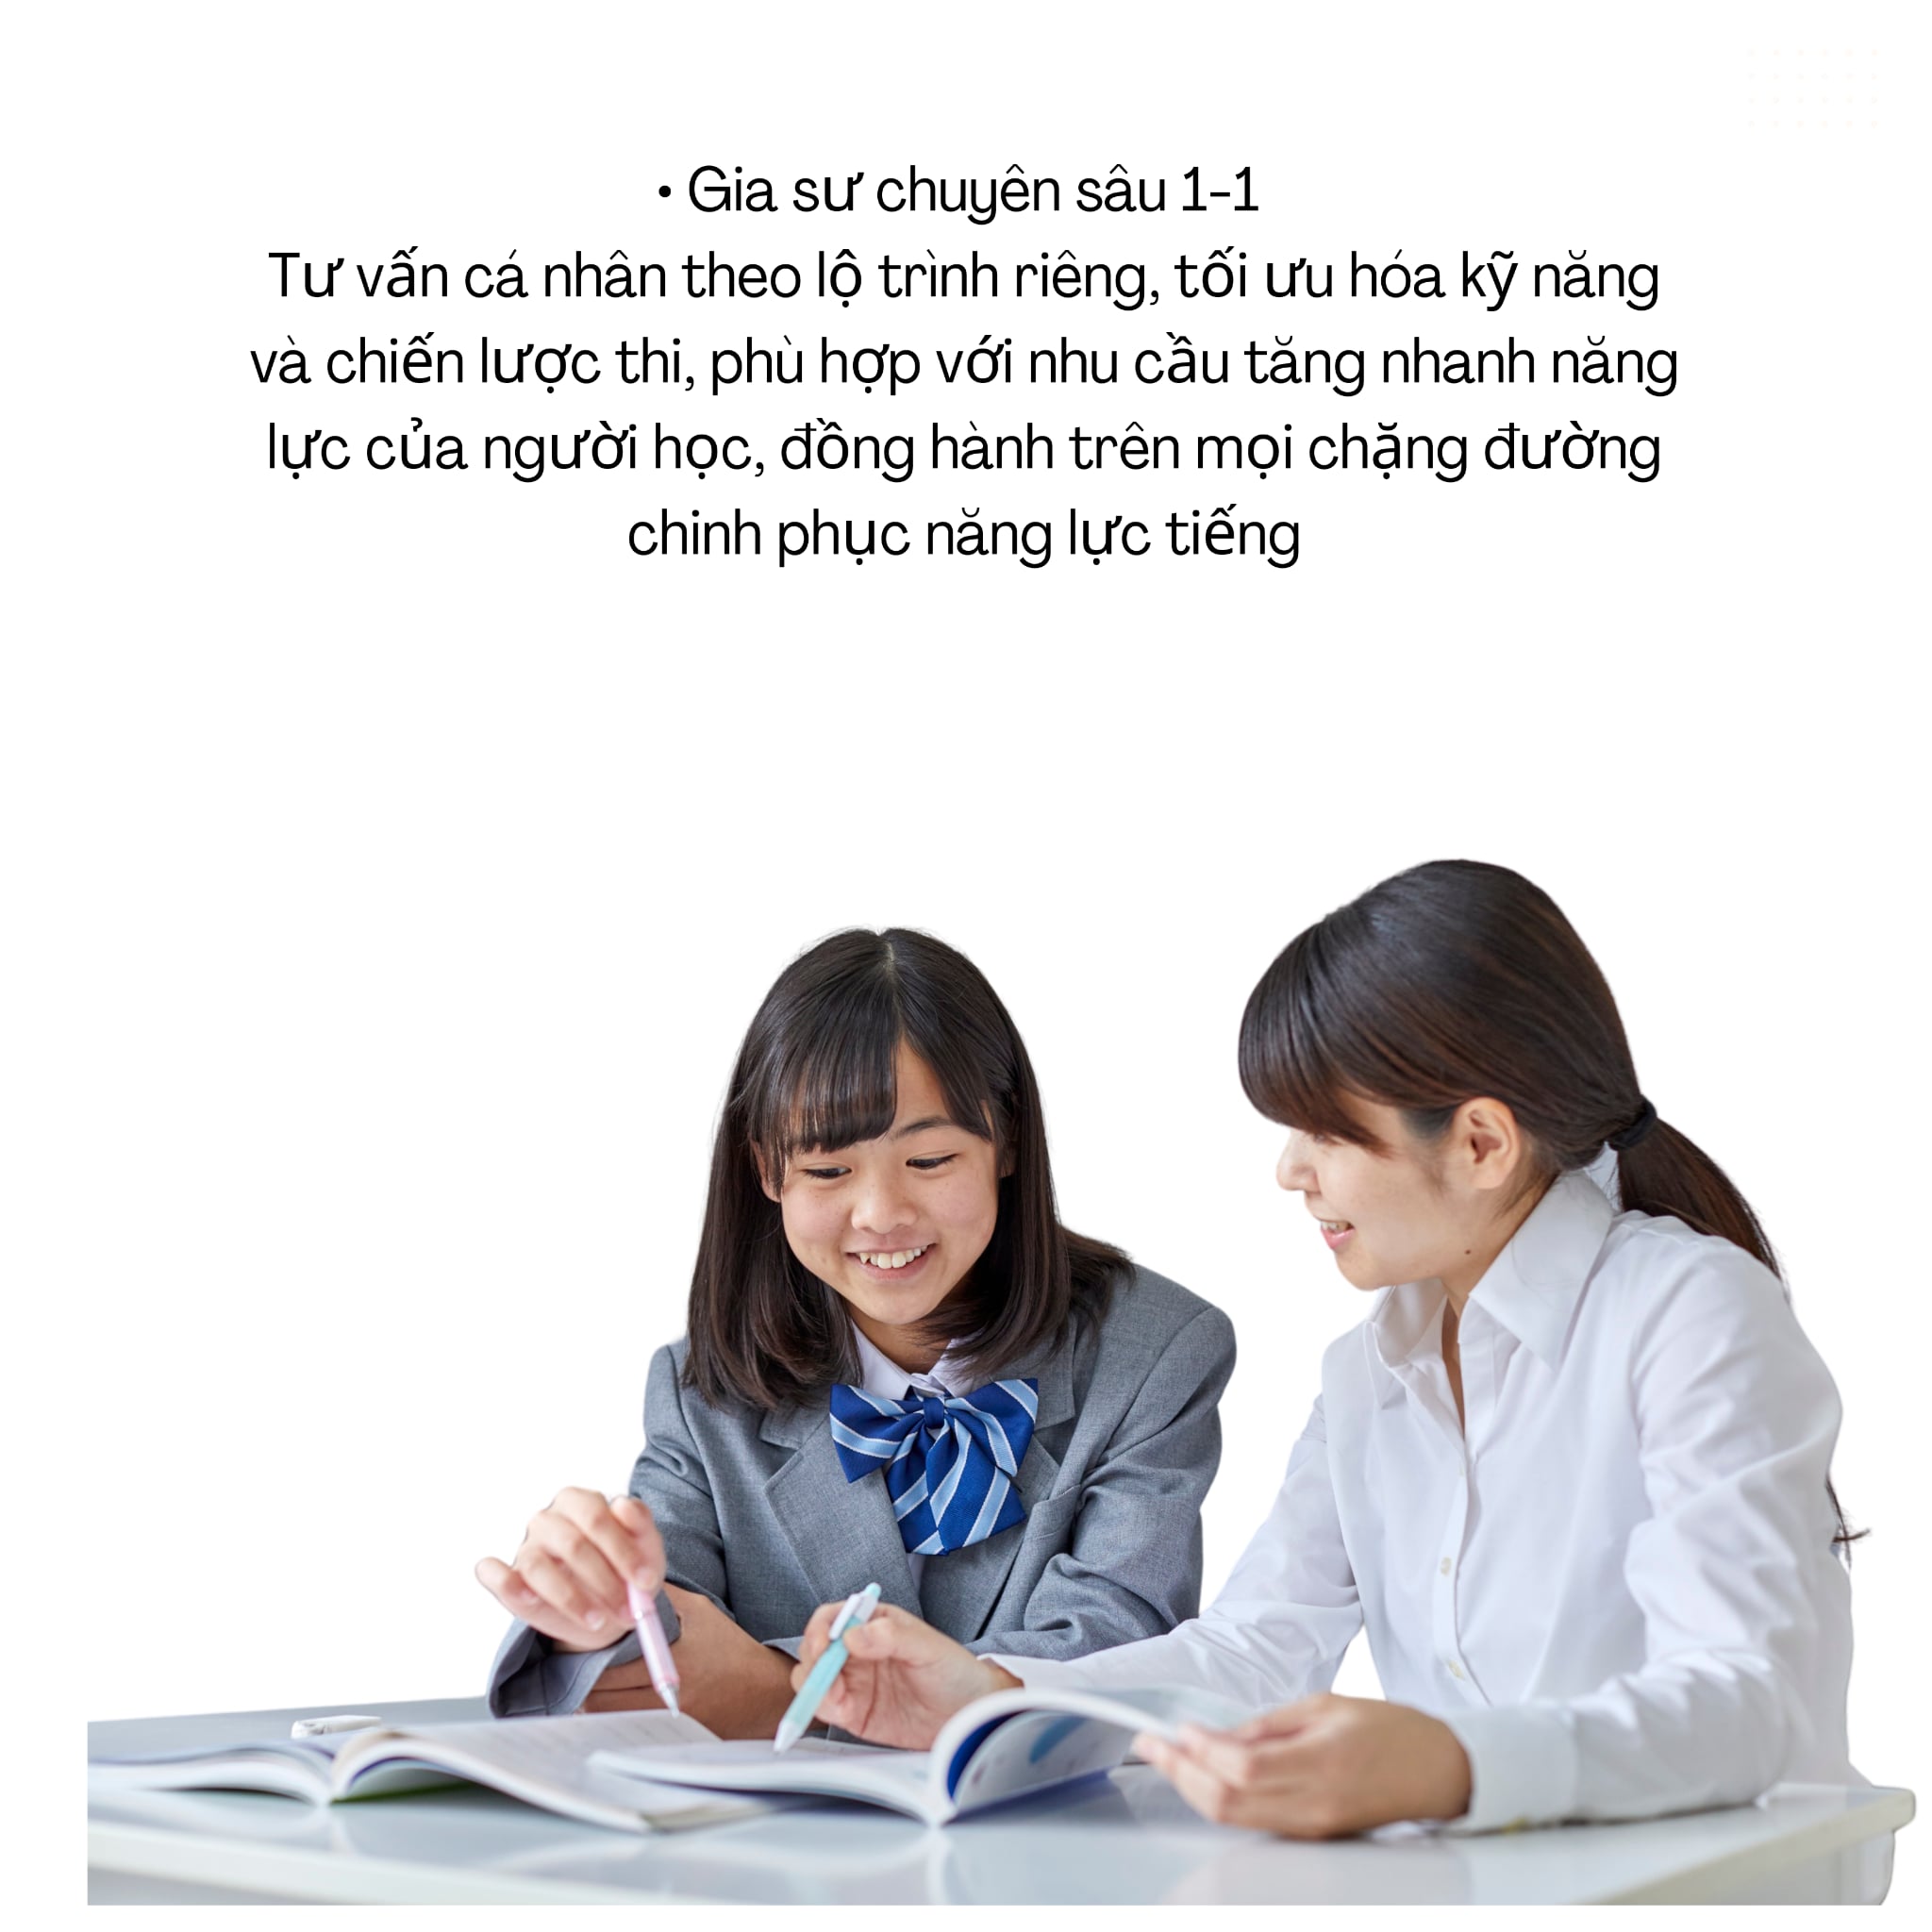 • Gia sư chuyên sâu 1-1
Tư vấn cá nhân theo lộ trình riêng, tối ưu hóa kỹ năng
và chiến lược thi, phù hợp với nhu cầu tăng nhanh năng
lực của người học, đồng hành trên mọi chặng đường
chinh phục năng lực tiếng